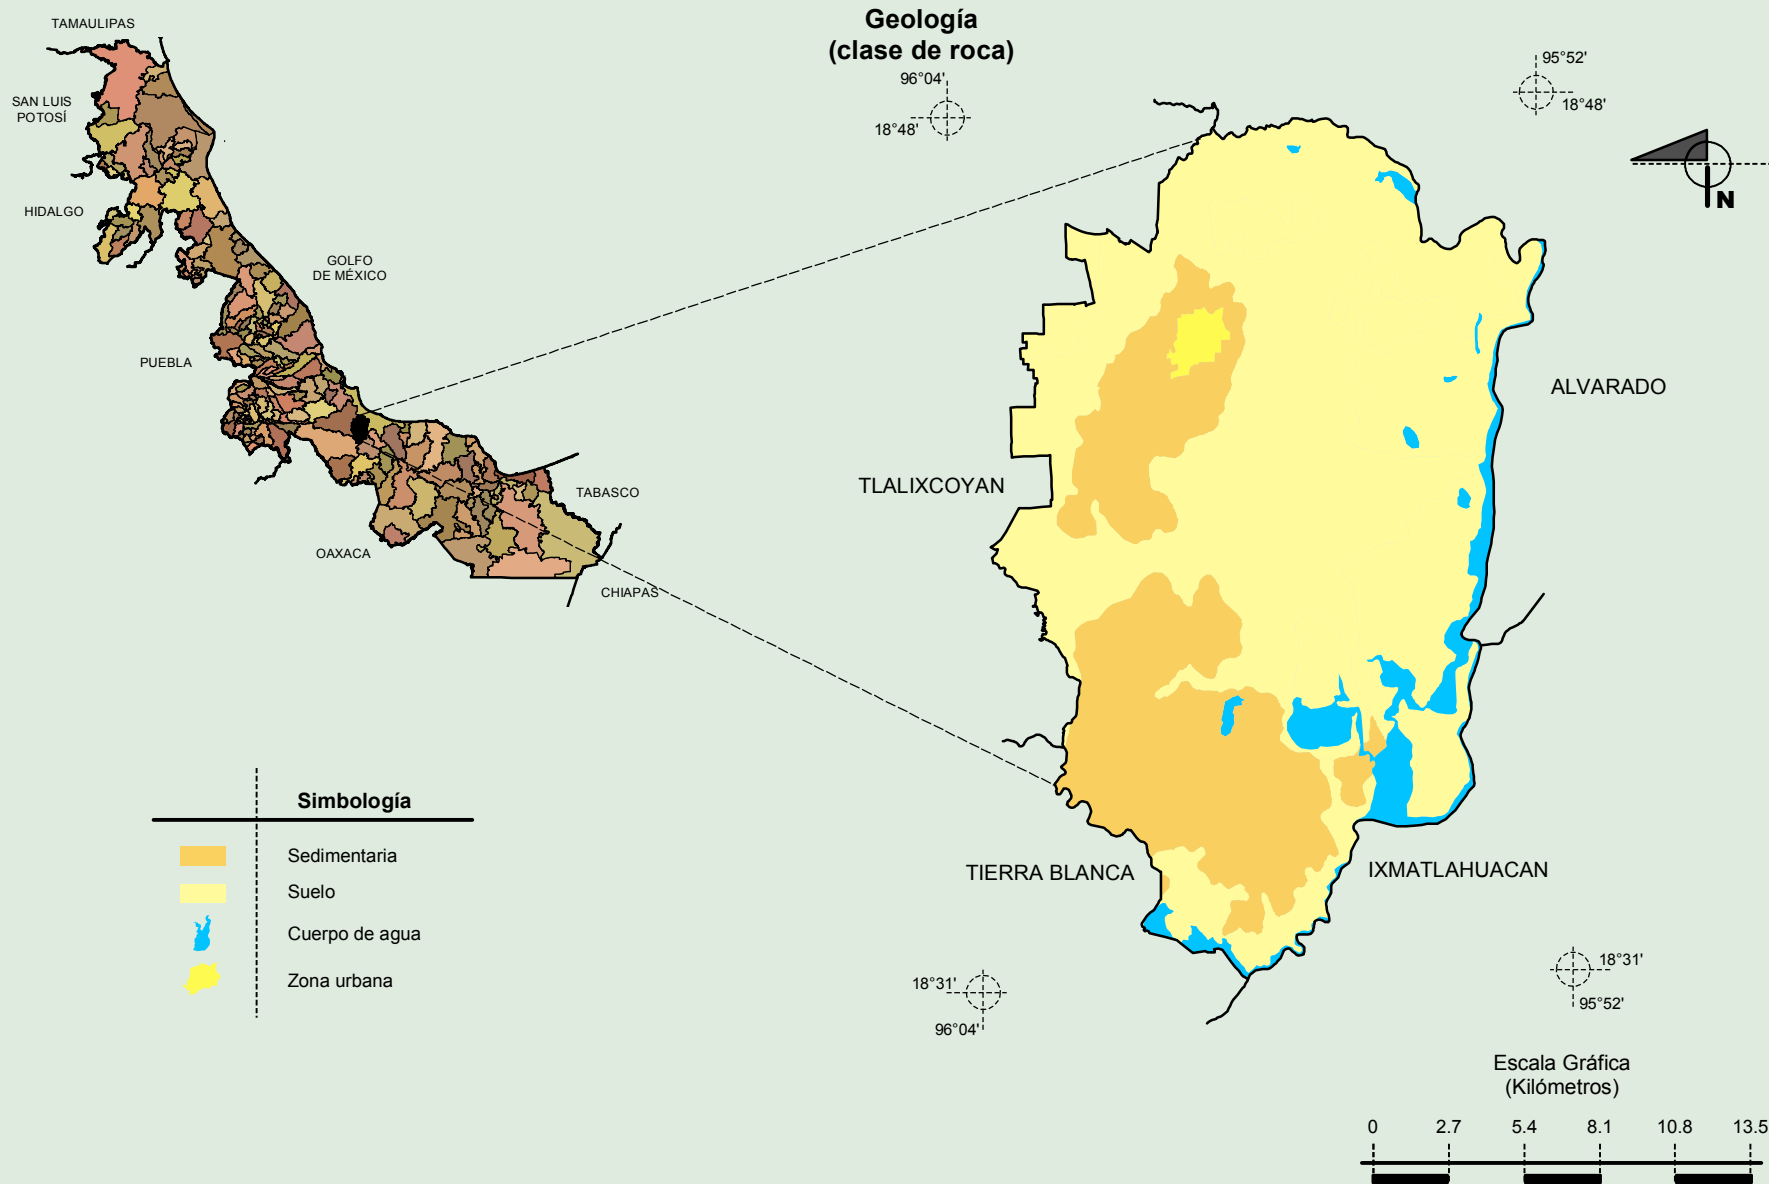 Geología
(clase de roca)
TAMAULIPAS
SAN LUIS
POTOSÍ
HIDALGO
GOLFO
DE MÉXICO
PUEBLA
TABASCO
OAXACA
CHIAPAS
96°04'
18°48'
95°52'
18°48'
N
ALVARADO
TLALIXCOYAN
TIERRA BLANCA
IXMATLAHUACAN
18°31'
96°04'
18°31'
95°52'
Simbología
Sedimentaria
Suelo
Cuerpo de agua
Zona urbana
Escala Gráfica
(Kilómetros)
0 2.7 5.4 8.1 10.8 13.5